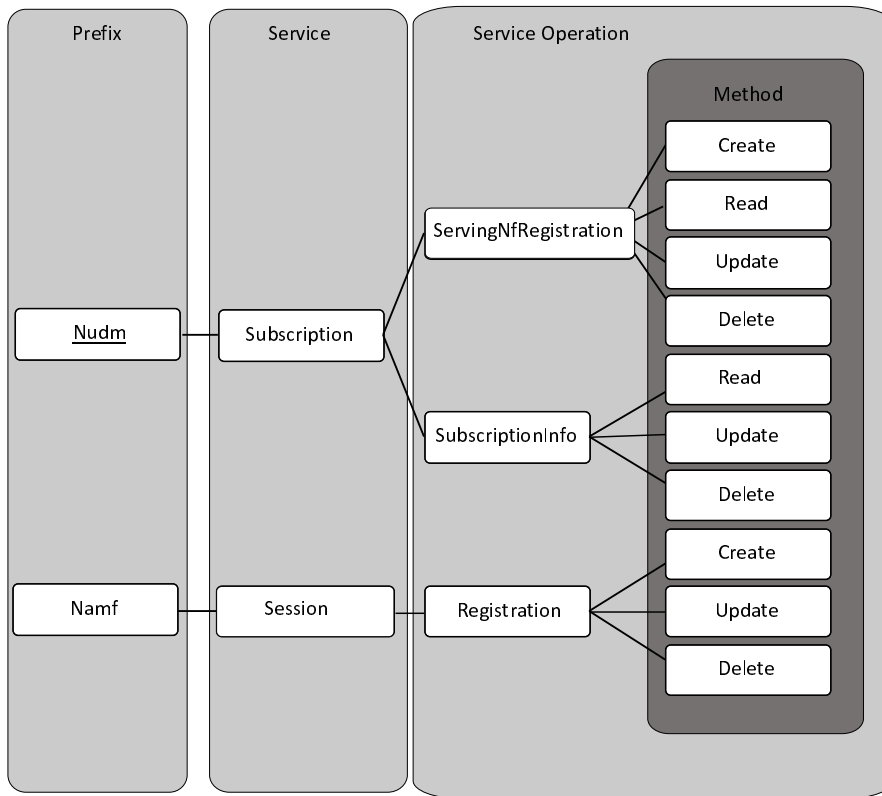 Prefix
Service
Service Operation
Method
Create
Read
ServingNfRegistration
Update
Delete
Nudm
Subscription
Read
SubscriptionInfo
Update
Delete
Create
Namf
Session
Registration
Update
Delete